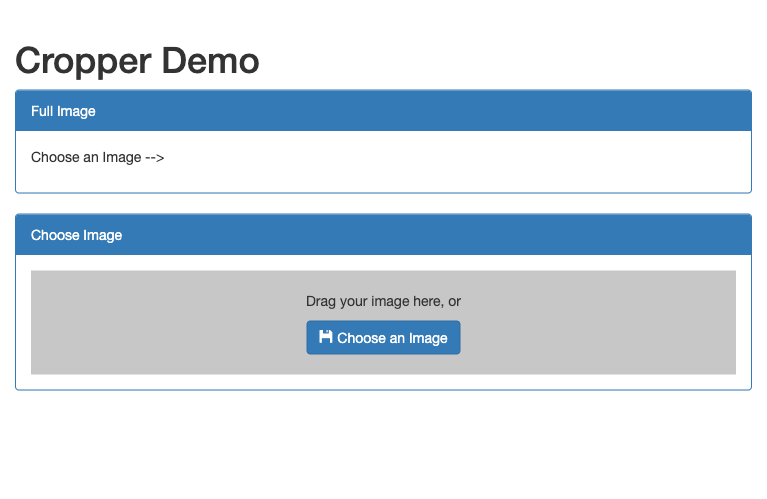 Cropper Demo
Full Image
Choose an Image -->
Choose Image
Drag your image here, or
Choose an Image